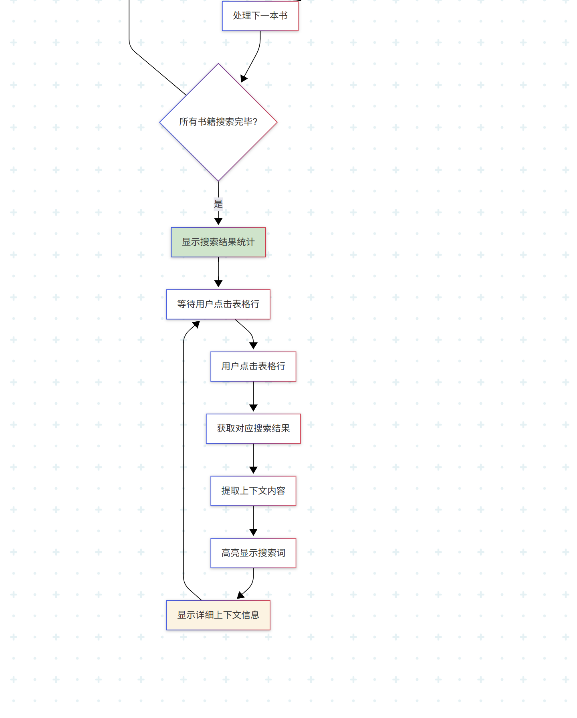 处理下一本书
所有书籍搜索完毕?
是
显示搜索结果统计
等待用户点击表格行
用户点击表格行
获取对应搜索结果
提取上下文内容
高亮显示搜索词
显示详细上下文信息